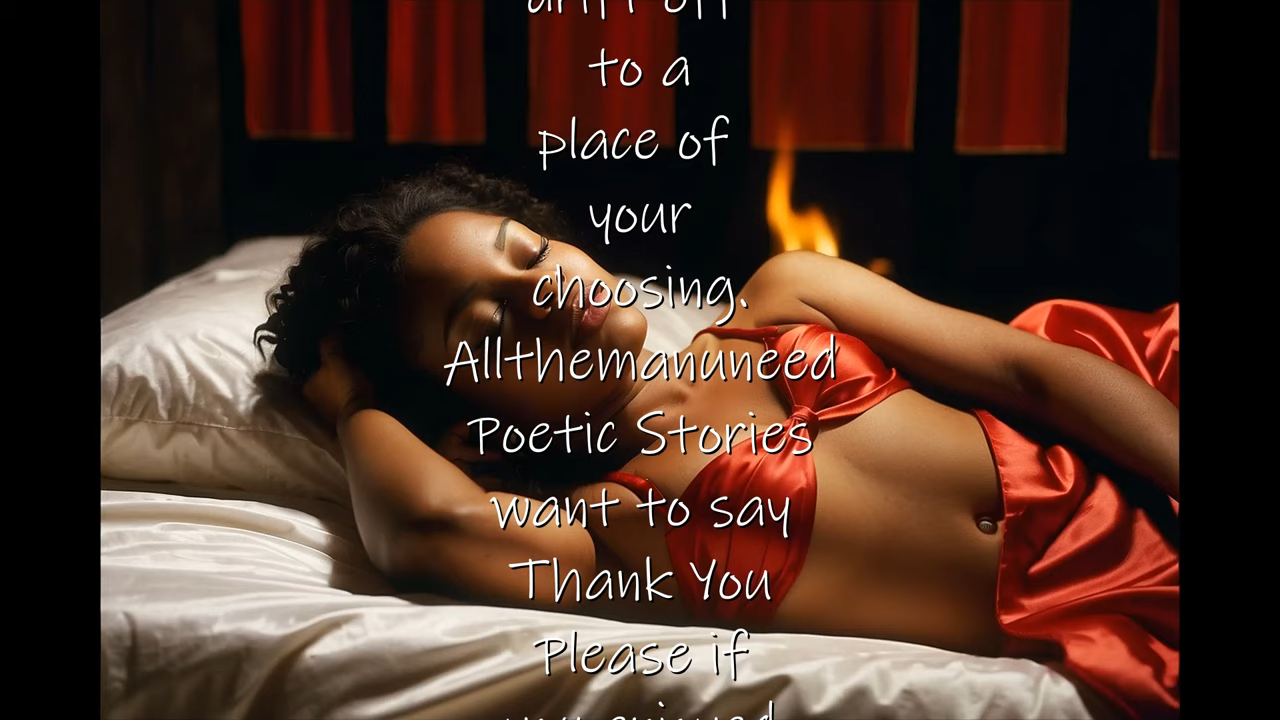 to a
place of
your
choosing.
Allthemanuneed
Poetic Stories
want to say
Thank You
Please if